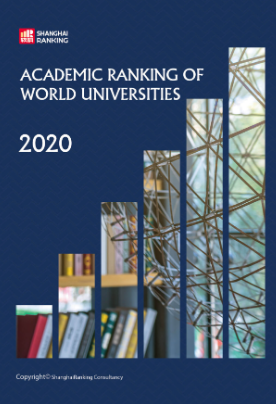 SHANGHAI
RANKING
ACADEMIC RANKING OF
WORLD UNIVERSITIES
2020
Copyright© ShanghaiRanking Consultancy